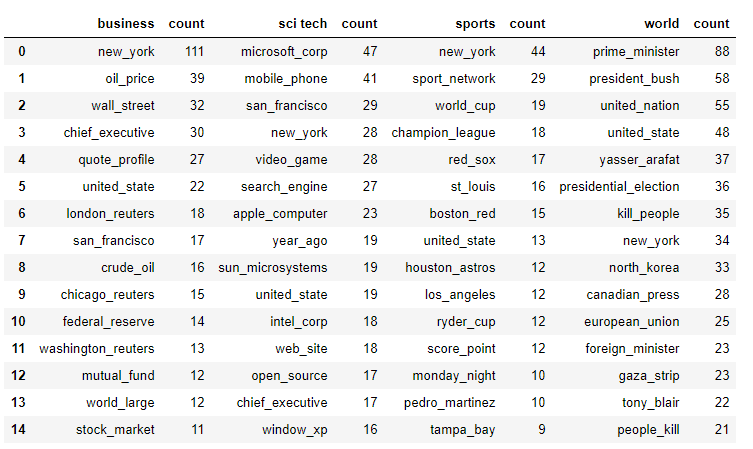 business count sci tech count sports count world count
0 new_york 111 microsoft_corp 47 new_york 44 prime_minister 88
1 oil_price 39 mobile_phone 41 sport_network 29 president_bush 58
2 wall_street 32 san_francisco 29 world_cup 19 united_nation 55
3 chief_executive 30 new_york 28 champion_league 18 united_state 48
4 quote_profile 27 video_game 28 red_sox 17 yasser_arafat 37
5 united_state 22 search_engine 27 st_louis 16 presidential_election 36
6 london_reuters 18 apple_computer 23 boston_red 15 kill_people 35
7 san_francisco 17 year_ago 19 united_state 13 new_york 34
8 crude_oil 16 sun_microsystems 19 houston_astros 12 north_korea 33
9 chicago_reuters 15 united_state 19 los_angeles 12 canadian_press 28
10 federal_reserve 14 intel_corp 18 ryder_cup 12 european_union 25
11 washington_reuters 13 web_site 18 score_point 12 foreign_minister 23
12 mutual_fund 12 open_source 17 monday_night 10 gaza_strip 23
13 world_large 12 chief_executive 17 pedro_martinez 10 tony_blair 22
14 stock_market 11 window_xp 16 tampa_bay 9 people_kill 21